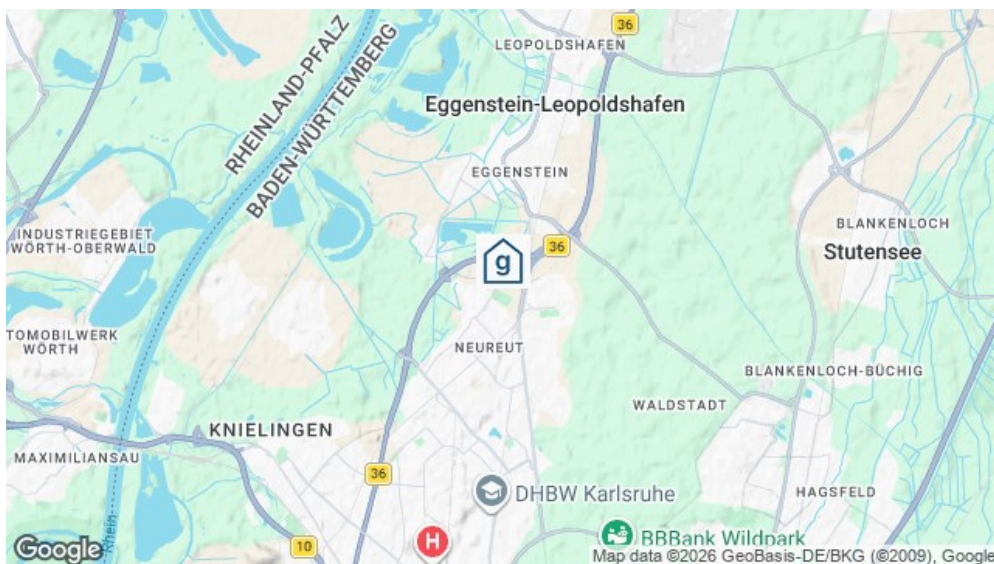 36
LEOPOLDSHAFEN
Eggenstein-Leopoldshafen
RHEINLAND-PFALZ
BADEN-WÜRTTEMBERG
EGGENSTEIN
INDUSTRIEGEBIET
WÖRTH-OBERWALD
BLANKENLOCH
Stutensee
g
36
TOMOBILWERK
WÖRTH
NEUREUT
BLANKENLOCH-BÜCHIG
WALDSTADT
KNIELINGEN
MAXIMILIANSAU
36
DHBW Karlsruhe
HAGSFELD
Rhein
10
H
BBBank Wildpark
Google
Map data ©2026 GeoBasis-DE/BKG (©2009), Google